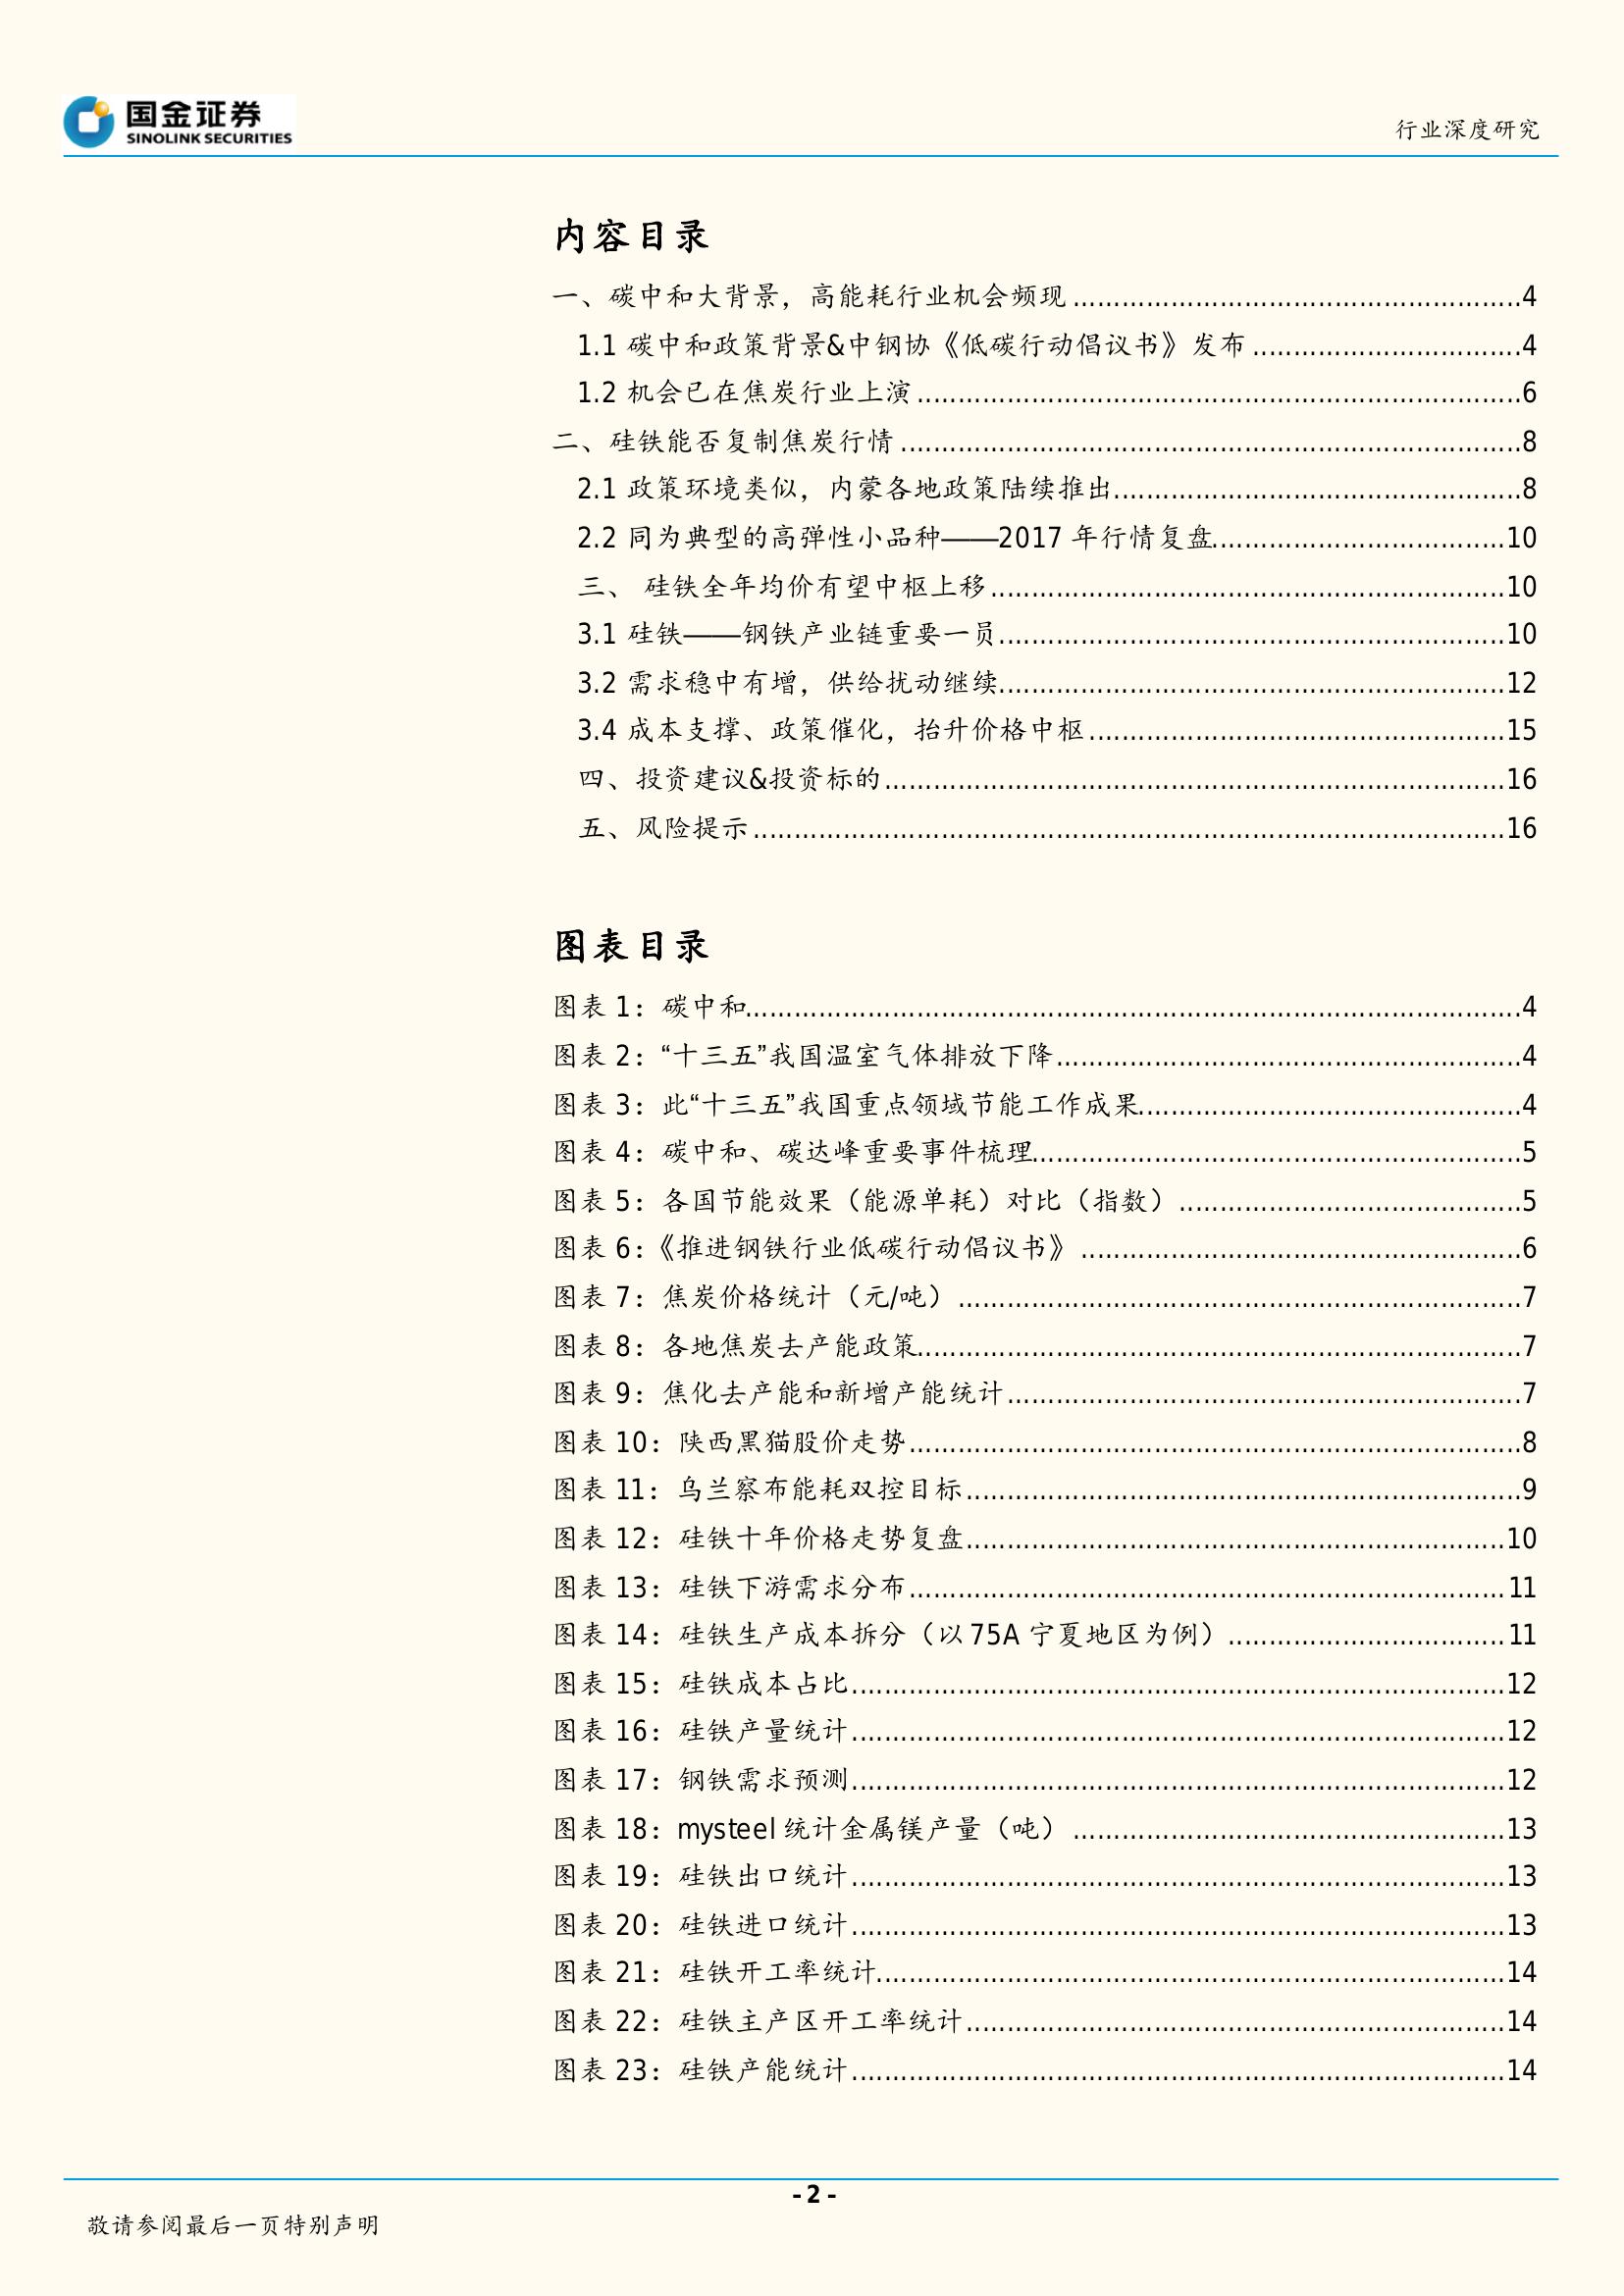 国金证券
SINOLINK SECURITIES
行业深度研究
内容目录
一、碳中和大背景，高能耗行业机会频现 ........................................................4
1.1 碳中和政策背景&中钢协《低碳行动倡议书》发布 ................................4
1.2 机会已在焦炭行业上演 ..........................................................................6
二、硅铁能否复制焦炭行情 ............................................................................8
2.1 政策环境类似，内蒙各地政策陆续推出..................................................8
2.2 同为典型的高弹性小品种——2017 年行情复盘....................................10
三、 硅铁全年均价有望中枢上移 ...............................................................10
3.1 硅铁——钢铁产业链重要一员..............................................................10
3.2 需求稳中有增，供给扰动继续..............................................................12
3.4 成本支撑、政策催化，抬升价格中枢 ...................................................15
四、投资建议&投资标的 ............................................................................16
五、风险提示 ............................................................................................16
图表目录
图表 1：碳中和...............................................................................................4
图表 2：“十三五”我国温室气体排放下降 .........................................................4
图表 3：此“十三五”我国重点领域节能工作成果...............................................4
图表 4：碳中和、碳达峰重要事件梳理............................................................5
图表 5：各国节能效果（能源单耗）对比（指数） ..........................................5
图表 6：《推进钢铁行业低碳行动倡议书》 ......................................................6
图表 7：焦炭价格统计（元/吨） .....................................................................7
图表 8：各地焦炭去产能政策..........................................................................7
图表 9：焦化去产能和新增产能统计 ...............................................................7
图表 10：陕西黑猫股价走势 ...........................................................................8
图表 11：乌兰察布能耗双控目标 ....................................................................9
图表 12：硅铁十年价格走势复盘 ..................................................................10
图表 13：硅铁下游需求分布 .........................................................................11
图表 14：硅铁生产成本拆分（以 75A 宁夏地区为例） ..................................11
图表 15：硅铁成本占比 ................................................................................12
图表 16：硅铁产量统计 ................................................................................12
图表 17：钢铁需求预测 ................................................................................12
图表 18：mysteel 统计金属镁产量（吨） .....................................................13
图表 19：硅铁出口统计 ................................................................................13
图表 20：硅铁进口统计 ................................................................................13
图表 21：硅铁开工率统计.............................................................................14
图表 22：硅铁主产区开工率统计 ..................................................................14
图表 23：硅铁产能统计 ................................................................................14
- 2 -
敬请参阅最后一页特别声明